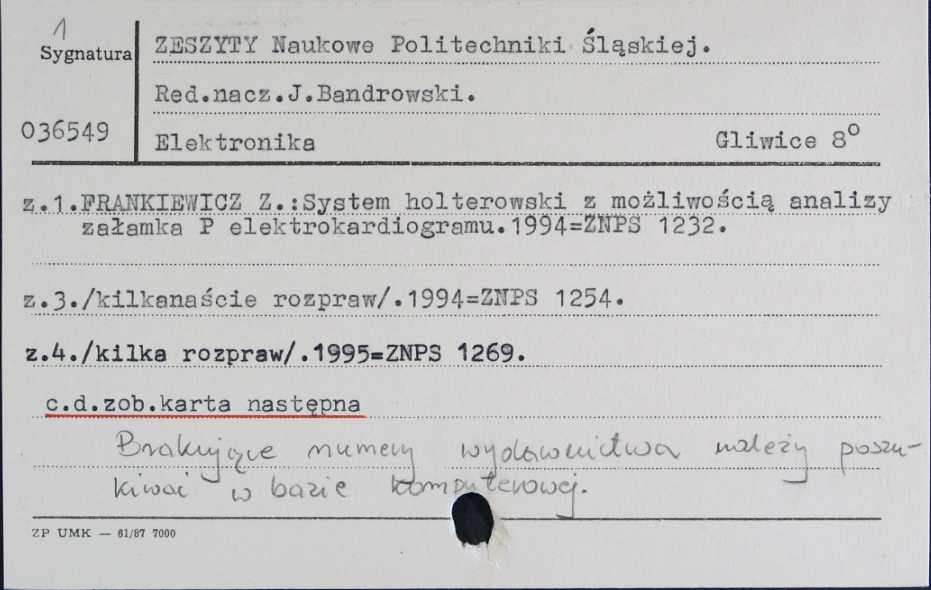 1
Sygnatura
ZESZYTY Naukowe Politechniki Śląskiej.
Red.nacz.J.Bandrowski.
036549
Elektronika Gliwice 8°
z.1.FRANKIEWICZ Z.:System holterowski z możliwością analizy
załamka P elektrokardiogramu.1994=ZNPS 1232.
z.3./kilkanaście rozpraw/.1994=ZNPS 1254.
z.4./kilka rozpraw/.1995=ZNPS 1269.
c.d.zob.karta następna
Brakujące numery wydawnictwa należy poszu-
kiwać w bazie komputerowej.
ZP UMK — 61/87 7000